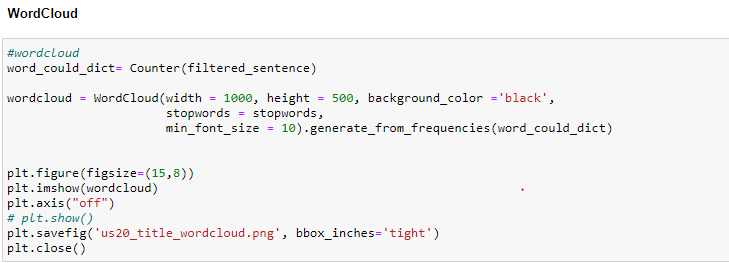 WordCloud
#wordcloud
word_could_dict= Counter(filtered_sentence)
wordcloud = WordCloud(width = 1000, height = 500, background_color ='black',
stopwords = stopwords,
min_font_size = 10).generate_from_frequencies(word_could_dict)
plt.figure(figsize=(15,8))
plt.imshow(wordcloud)
plt.axis("off")
# plt.show()
plt.savefig('us20_title_wordcloud.png', bbox_inches='tight')
plt.close()